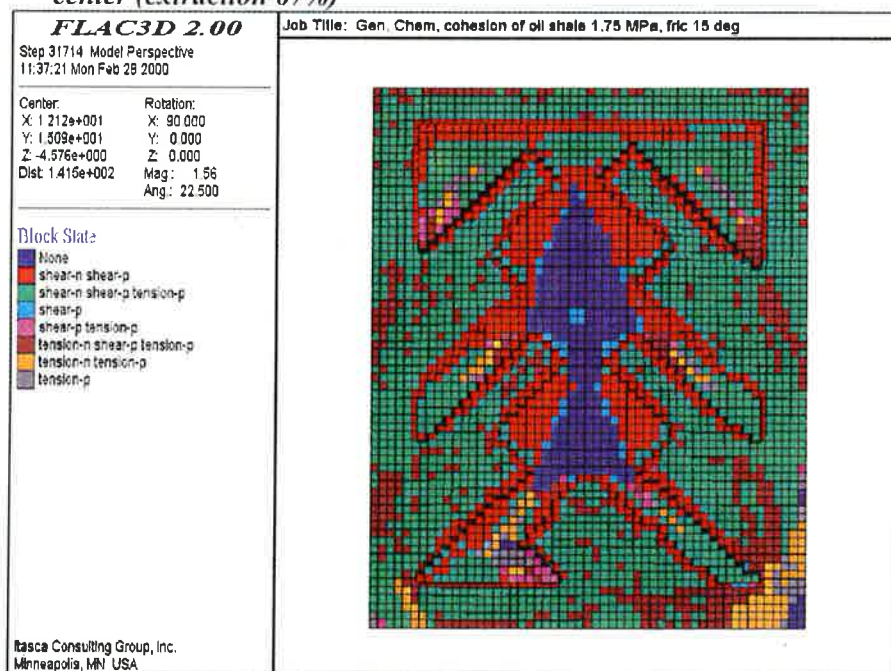 center (extraction 67%)
FLAC3D 2.00
Job Title: Gen, Chem, cohesion of oil shale 1.75 MPa, fric 15 deg
Step 31714 Model Perspective
11:37:21 Mon Feb 28 2000
Center: Rotation:
X: 1.212e+001 X: 90.000
Y: 1.509e+001 Y: 0.000
Z: -4.576e+000 Z: 0.000
Dist: 1.416e+002 Mag.: 1.56
Ang.: 22.500
Block State
None
shear-n shear-p
shear-n shear-p tension-p
shear-p
shear-p tension-p
tension-n shear-p tension-p
tension-n tension-p
tension-p
Itasca Consulting Group, Inc.
Minneapolis, MN USA